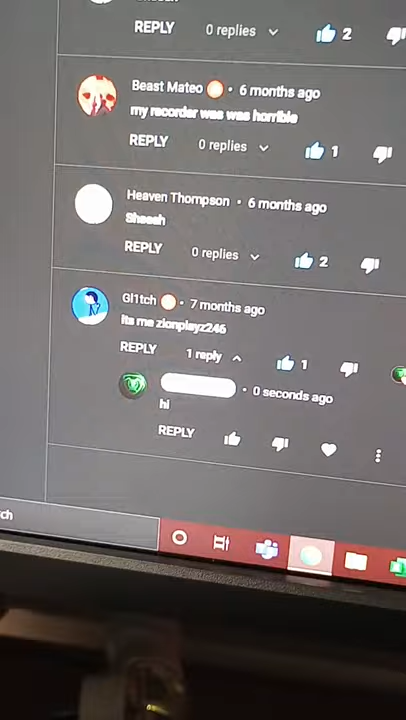 REPLY 0 replies 2
Beast Mateo • 6 months ago
my recorder was was horrible
REPLY 0 replies 1
Heaven Thompson • 6 months ago
Sheesh
REPLY 0 replies 2
Gl1tch • 7 months ago
its me zionplayz246
REPLY 1 reply 1
• 0 seconds ago
hi
REPLY
rch